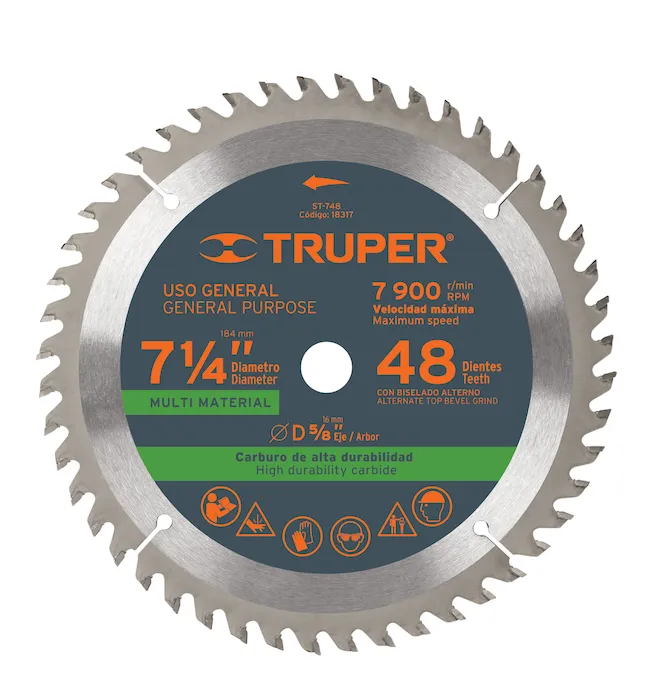 ST-748
Código: 18317
TRUPER®
USO GENERAL
GENERAL PURPOSE
7 900 r/min RPM
Velocidad máxima
Maximum speed
184 mm
7 1/4" Diametro
Diameter
48 Dientes
Teeth
MULTI MATERIAL
CON BISELADO ALTERNO
ALTERNATE TOP BEVEL GRIND
16 mm
Ø D 5/8" Eje / Arbor
Carburo de alta durabilidad
High durability carbide